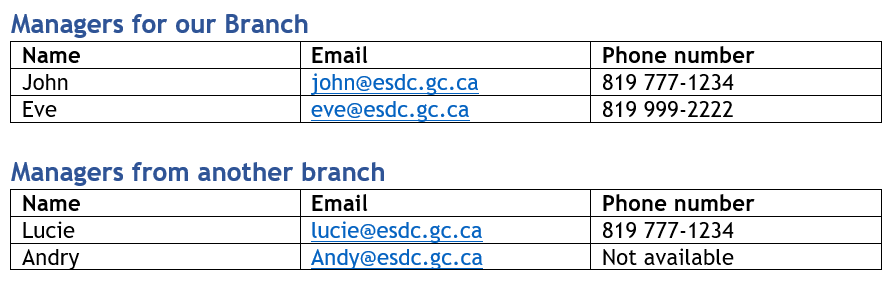 Managers for our Branch
Name Email Phone number
John john@esdc.gc.ca 819 777-1234
Eve eve@esdc.gc.ca 819 999-2222
Managers from another branch
Name Email Phone number
Lucie lucie@esdc.gc.ca 819 777-1234
Andry Andy@esdc.gc.ca Not available